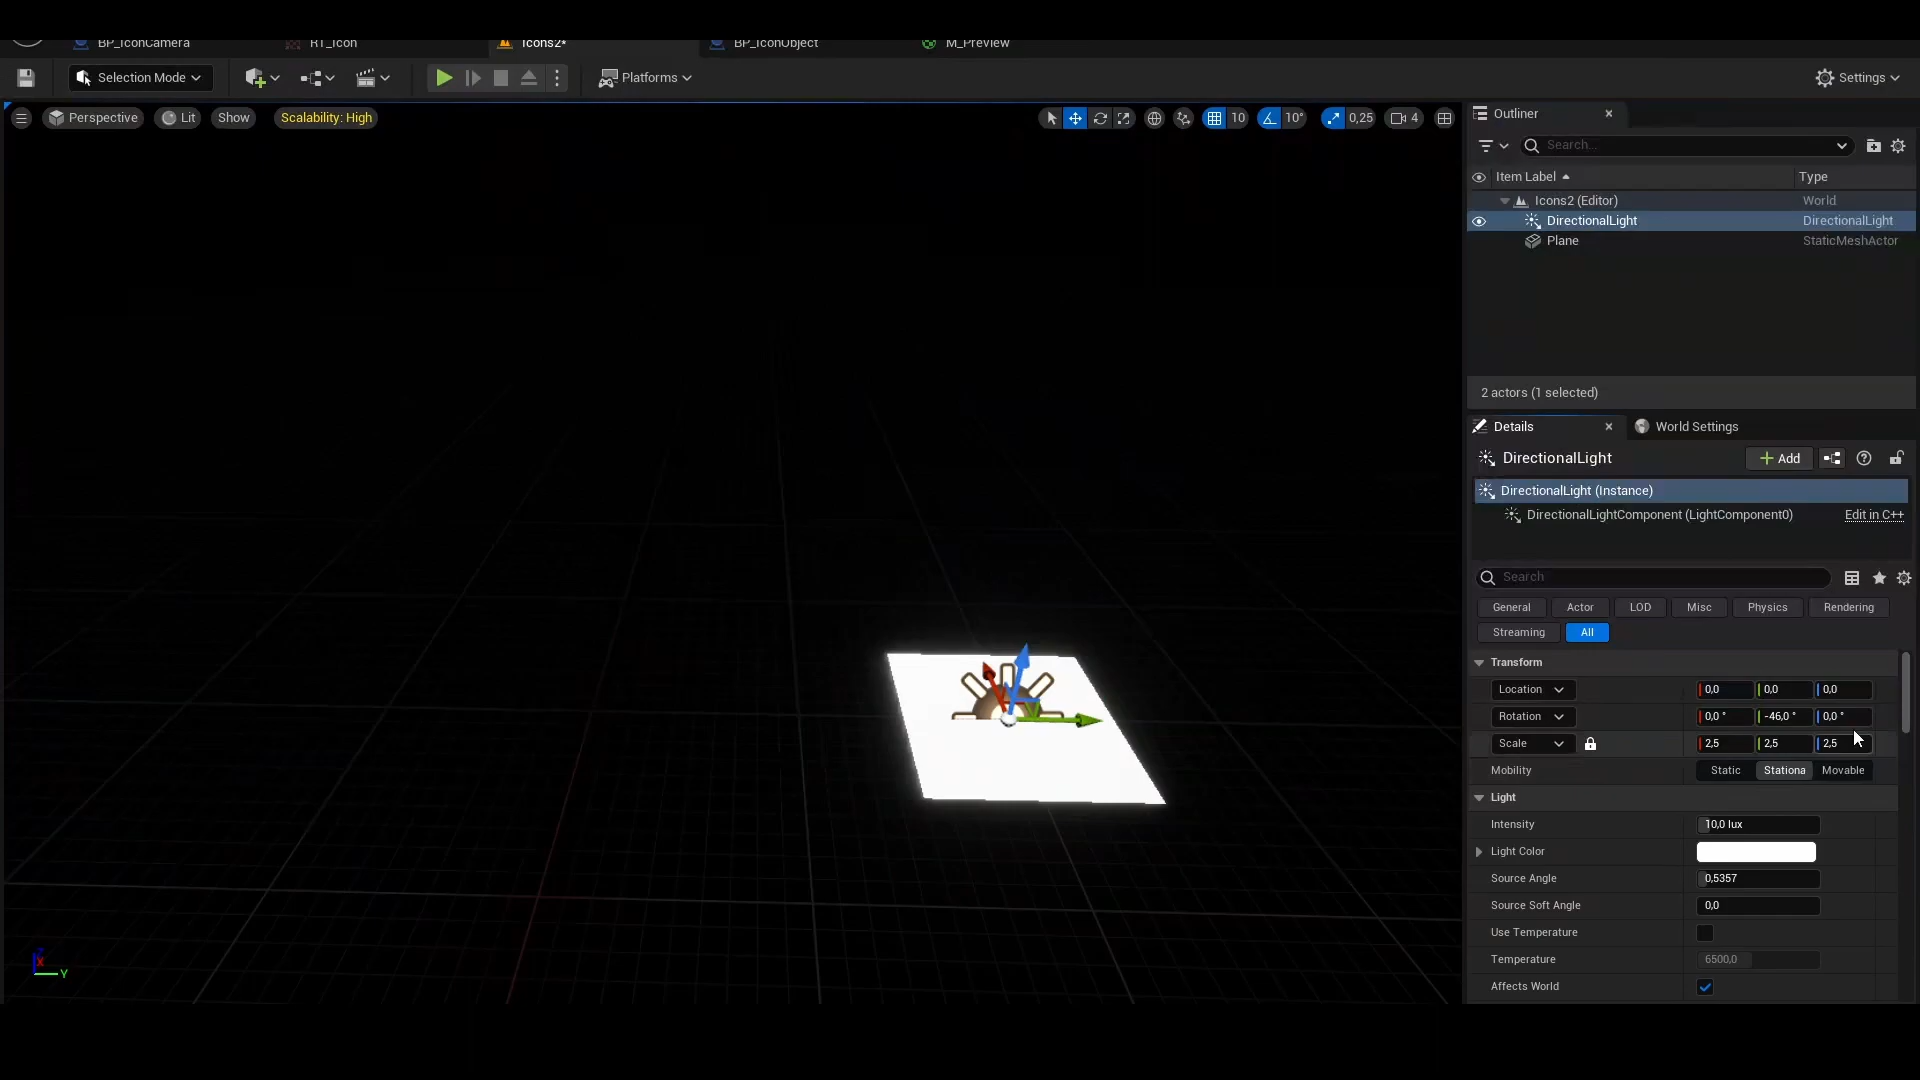 BP_IconCamera
RT_Icon
Icons2*
BP_IconObject
M_Preview
Selection Mode
Platforms
Settings
Perspective
Lit
Show
Scalability: High
10
10°
0,25
4
Outliner
Search...
Item Label
Type
Icons2 (Editor)
World
DirectionalLight
DirectionalLight
Plane
StaticMeshActor
2 actors (1 selected)
Details
World Settings
DirectionalLight
Add
DirectionalLight (Instance)
DirectionalLightComponent (LightComponent0)
Edit in C++
Search
General
Actor
LOD
Misc
Physics
Rendering
Streaming
All
Transform
Location
0,0
0,0
0,0
Rotation
0,0 °
-46,0 °
0,0 °
Scale
2,5
2,5
2,5
Mobility
Static
Stationa
Movable
Light
Intensity
10,0 lux
Light Color
Source Angle
0,5357
Source Soft Angle
0,0
Use Temperature
Temperature
6500,0
Affects World
X
Y